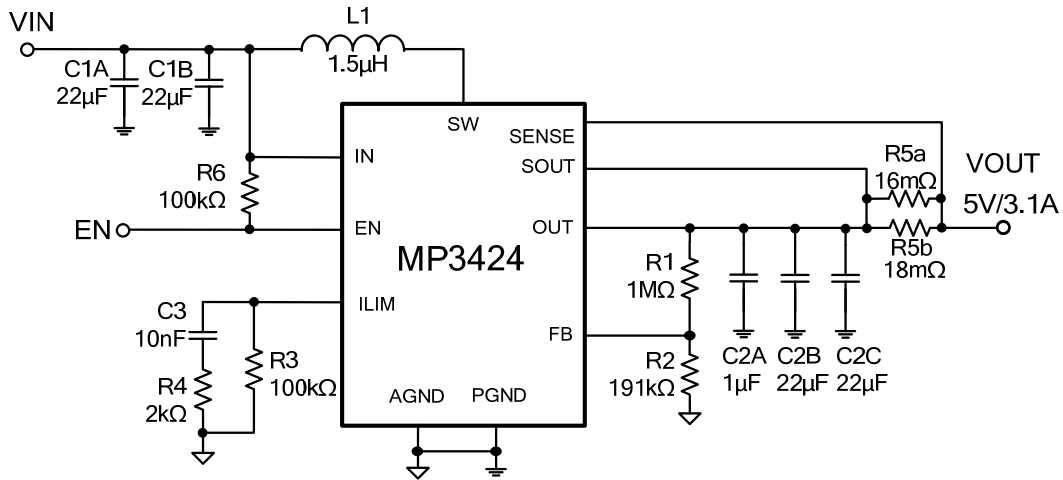 VIN
L1
1.5µH
C1A
22µF
C1B
22µF
SW
SENSE
SOUT
IN
R6
100kΩ
R5a
16mΩ
VOUT
5V/3.1A
EN
EN
OUT
R5b
18mΩ
MP3424
R1
1MΩ
C3
10nF
ILIM
FB
R4
2kΩ
R3
100kΩ
R2
191kΩ
C2A
1µF
C2B
22µF
C2C
22µF
AGND
PGND